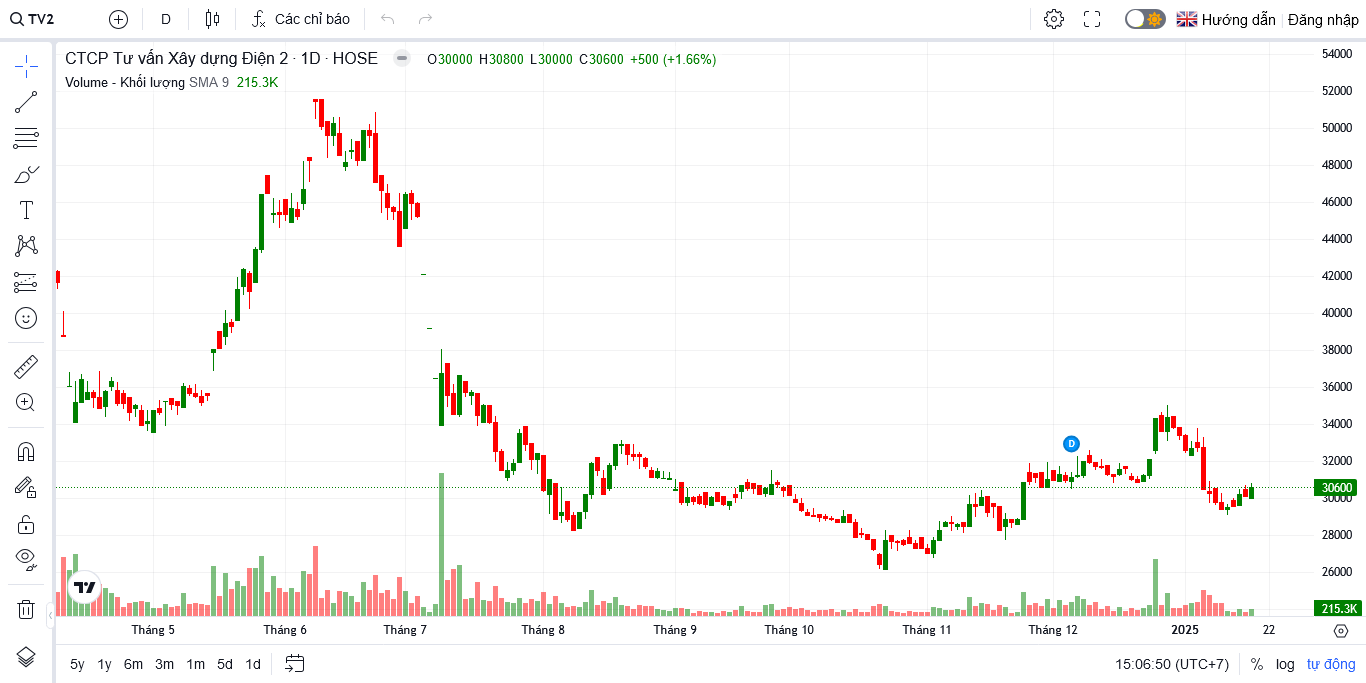 TV2 D Các chỉ báo Hướng dẫn Đăng nhập
CTCP Tư vấn Xây dựng Điện 2 · 1D · HOSE O30000 H30800 L30000 C30600 +500 (+1.66%)
Volume - Khối lượng SMA 9 215.3K
54000
52000
50000
48000
46000
44000
42000
40000
38000
36000
34000
D
32000
30600
30000
28000
26000
215.3K
Tháng 5 Tháng 6 Tháng 7 Tháng 8 Tháng 9 Tháng 10 Tháng 11 Tháng 12 2025 22
5y 1y 6m 3m 1m 5d 1d 15:06:50 (UTC+7) % log tự động